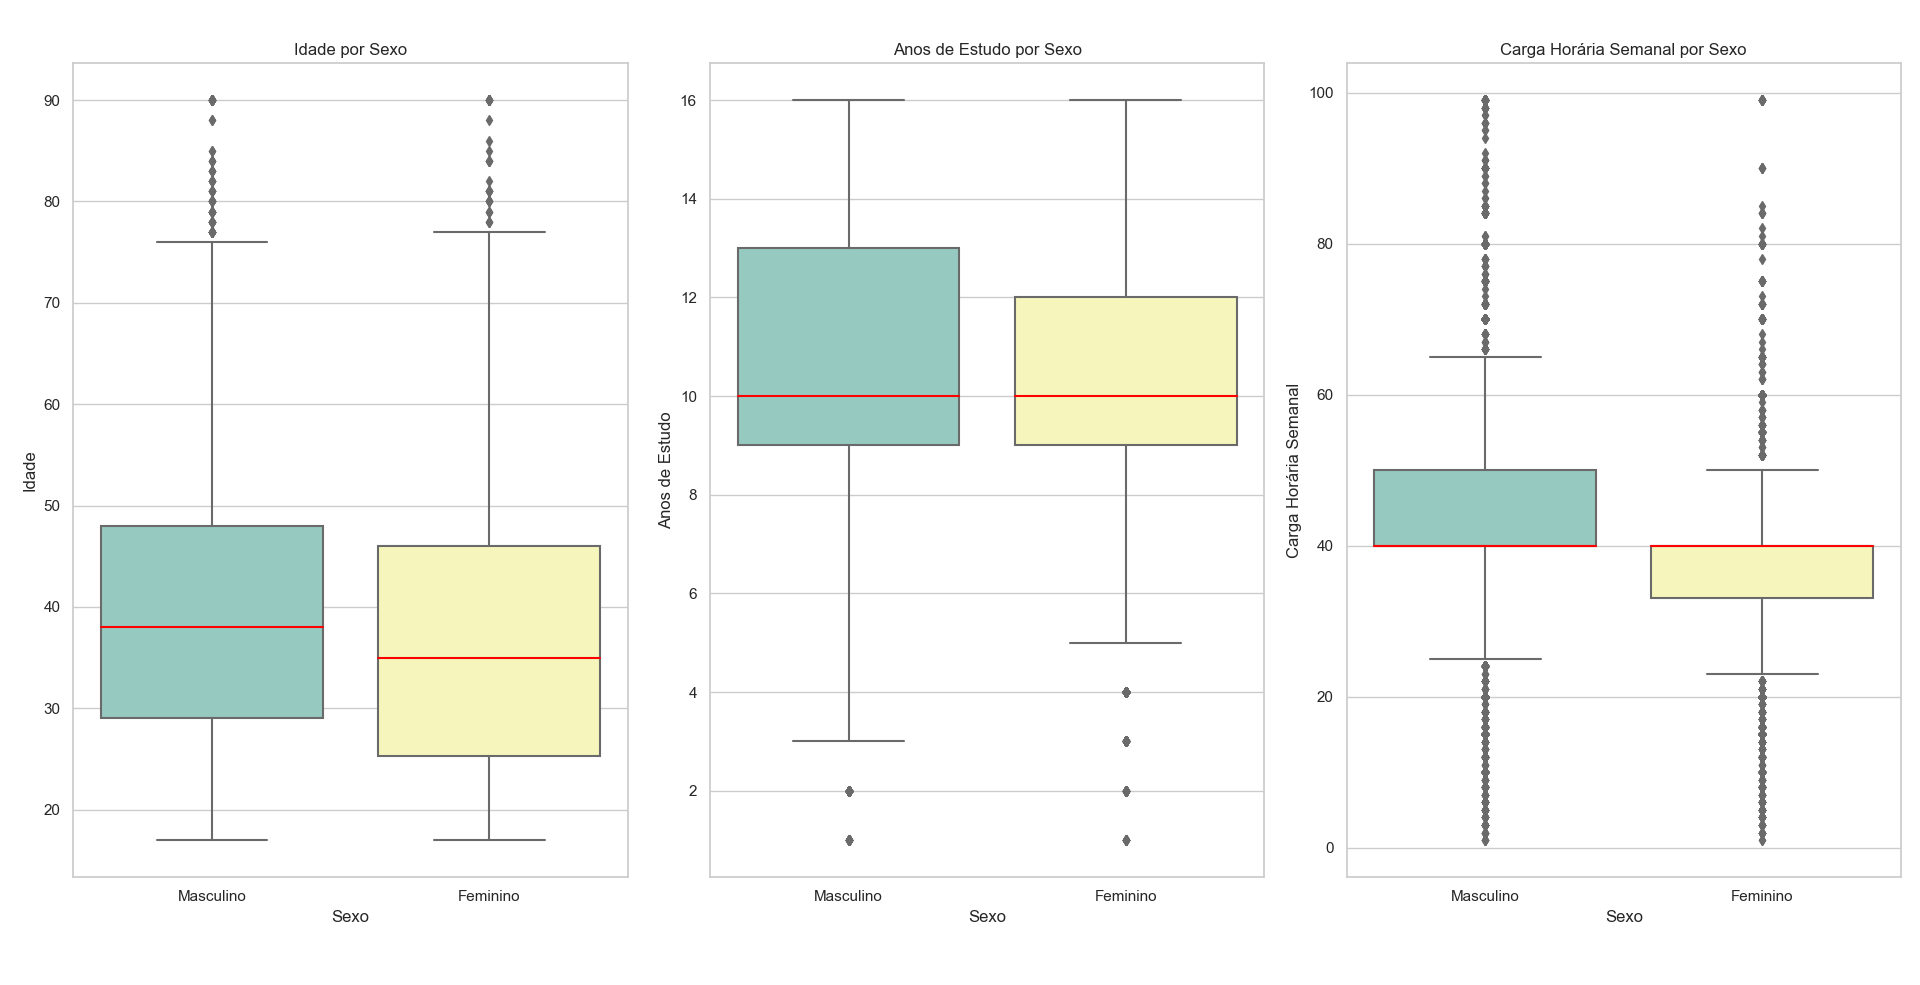 Idade por Sexo
90
80
70
60
50
40
30
20
Idade
Masculino
Feminino
Sexo
Anos de Estudo por Sexo
16
14
12
10
8
6
4
2
Anos de Estudo
Masculino
Feminino
Sexo
Carga Horária Semanal por Sexo
100
80
60
40
20
0
Carga Horária Semanal
Masculino
Feminino
Sexo